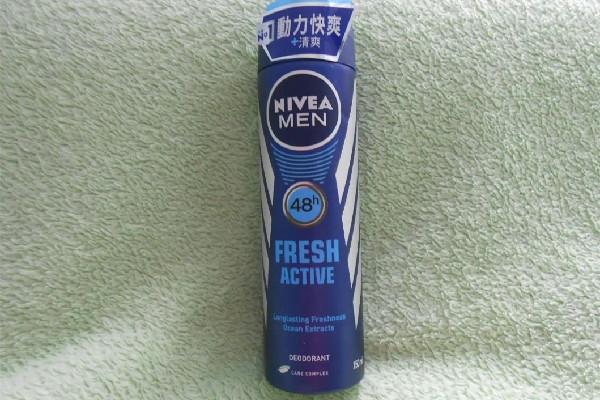 No1 動力快爽
+清爽
NIVEA
MEN
48h
FRESH
ACTIVE
Longlasting Freshness
Ocean Extracts
DEODORANT
CARE COMPLEX
150ml